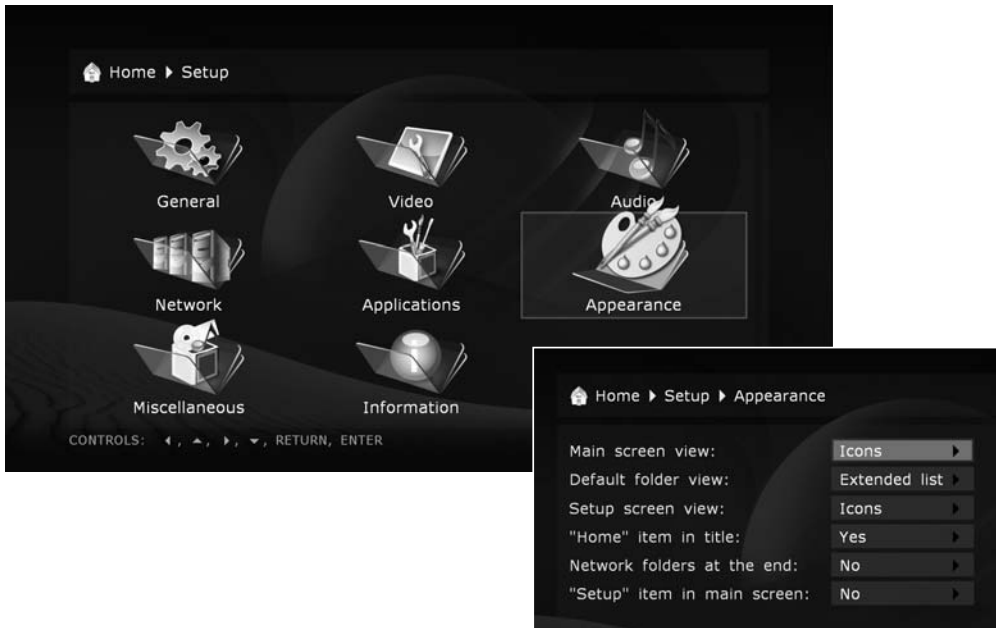 Home ▶ Setup
General Video Audio
Network Applications Appearance
Miscellaneous Information
CONTROLS: ◀, ▲, ▶, ▼, RETURN, ENTER
Home ▶ Setup ▶ Appearance
Main screen view: Icons
Default folder view: Extended list
Setup screen view: Icons
"Home" item in title: Yes
Network folders at the end: No
"Setup" item in main screen: No